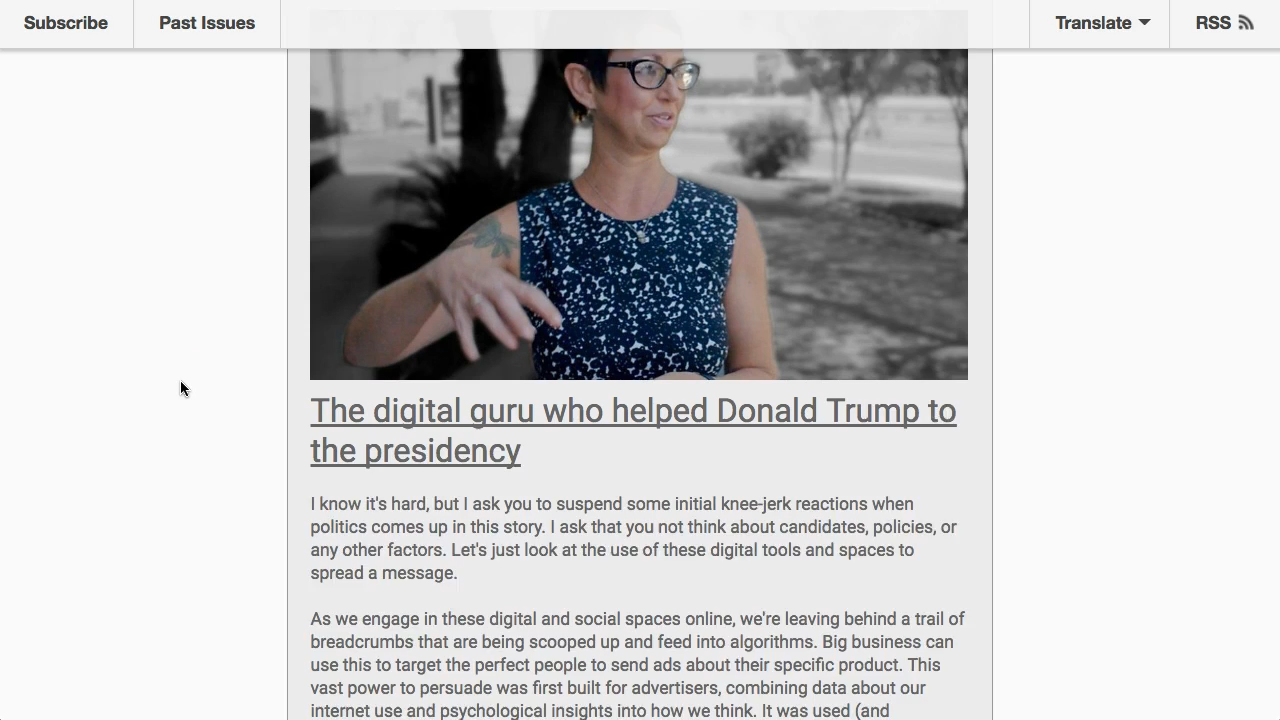 Subscribe
Past Issues
Translate
RSS
The digital guru who helped Donald Trump to
the presidency
I know it's hard, but I ask you to suspend some initial knee-jerk reactions when
politics comes up in this story. I ask that you not think about candidates, policies, or
any other factors. Let's just look at the use of these digital tools and spaces to
spread a message.
As we engage in these digital and social spaces online, we're leaving behind a trail of
breadcrumbs that are being scooped up and feed into algorithms. Big business can
use this to target the perfect people to send ads about their specific product. This
vast power to persuade was first built for advertisers, combining data about our
internet use and psychological insights into how we think. It was used (and